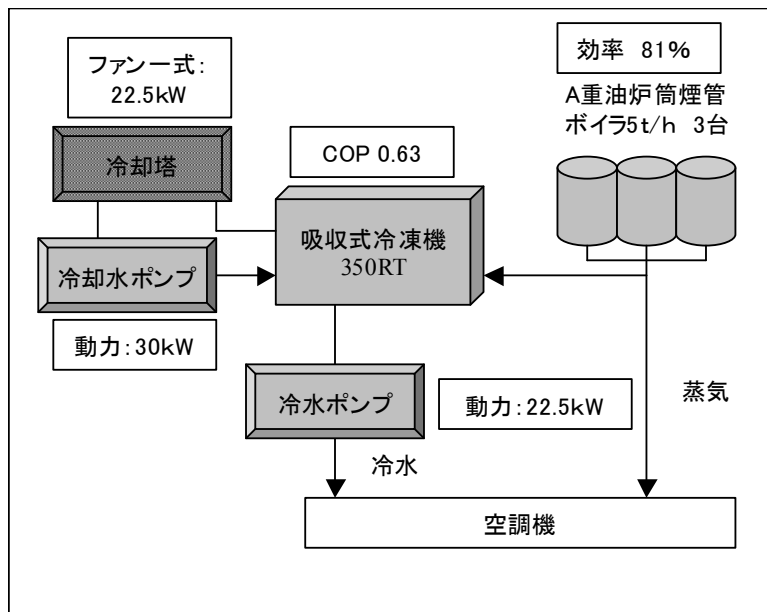 ファン一式:
22.5kW
冷却塔
冷却水ポンプ
動力:30kW
COP 0.63
吸収式冷凍機
350RT
冷水ポンプ
動力:22.5kW
冷水
効率 81%
A重油炉筒煙管
ボイラ5t/h 3台
蒸気
空調機